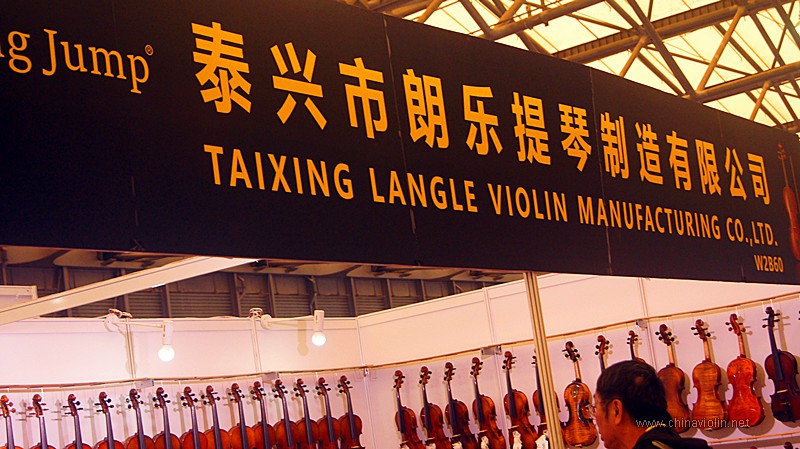 g Jump®
泰兴市朗乐提琴制造有限公司
TAIXING LANGLE VIOLIN MANUFACTURING CO.,LTD.
W2B60
www.chinaviolin.net